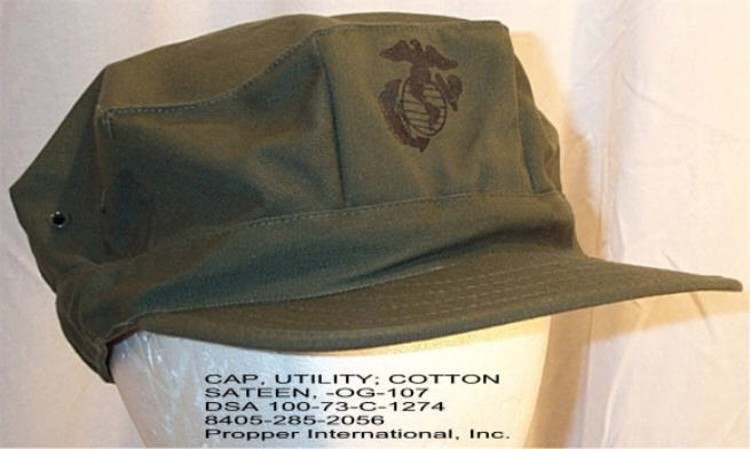 CAP, UTILITY; COTTON
SATEEN, -OG-107
DSA 100-73-C-1274
8405-285-2056
Propper International, Inc.